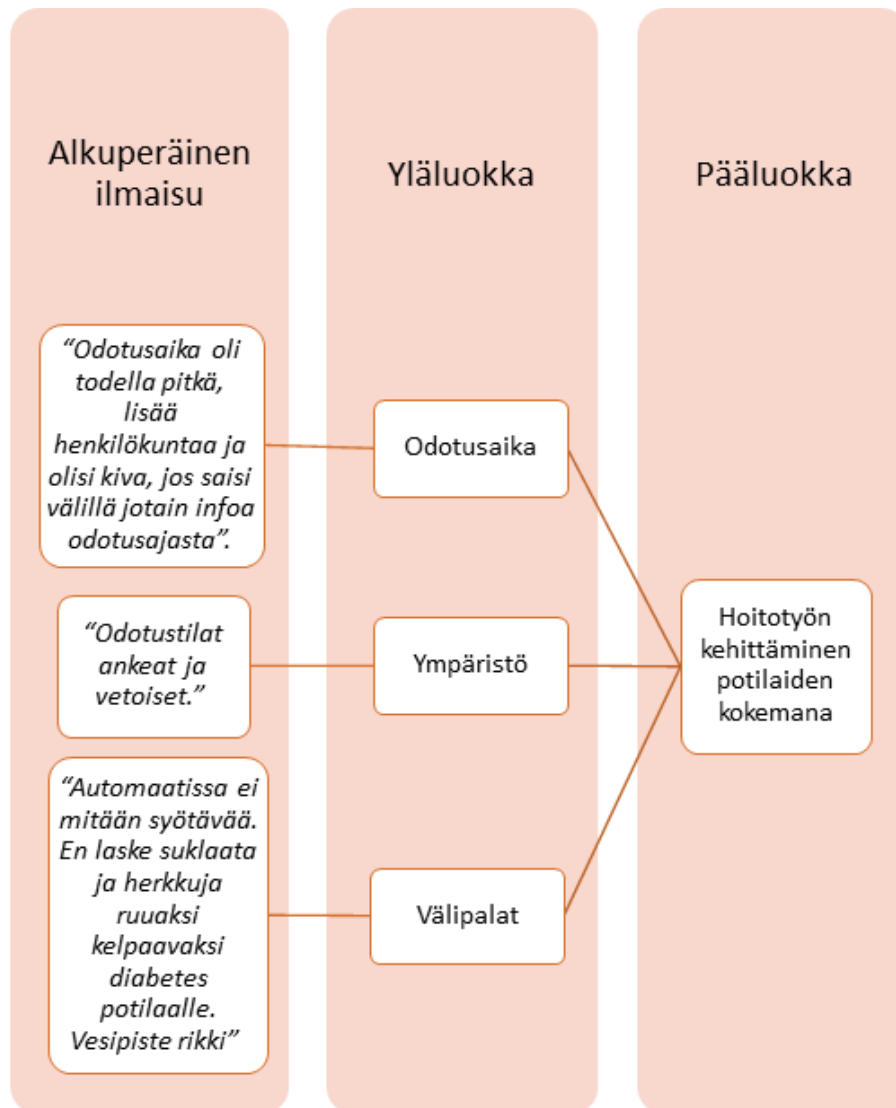 Alkuperäinen
ilmaisu
Yläluokka
Pääluokka
“Odotusaika oli
todella pitkä,
lisää
henkilökuntaa ja
olisi kiva, jos saisi
välillä jotain infoa
odotusajasta”.
Odotusaika
“Odotustilat
ankeat ja
vetoiset.”
Ympäristö
Hoitotyön
kehittäminen
potilaiden
kokemana
“Automaatissa ei
mitään syötävää.
En laske suklaata
ja herkkuja
ruuaksi
kelpaavaksi
diabetes
potilaalle.
Vesipiste rikki”
Välipalat